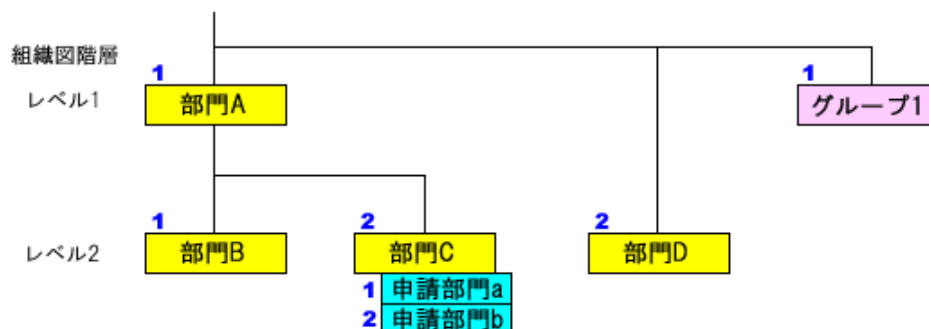 組織図階層
1
1
レベル1
部門A
グループ1
1
2
2
レベル2
部門B
部門C
部門D
1
申請部門a
2
申請部門b